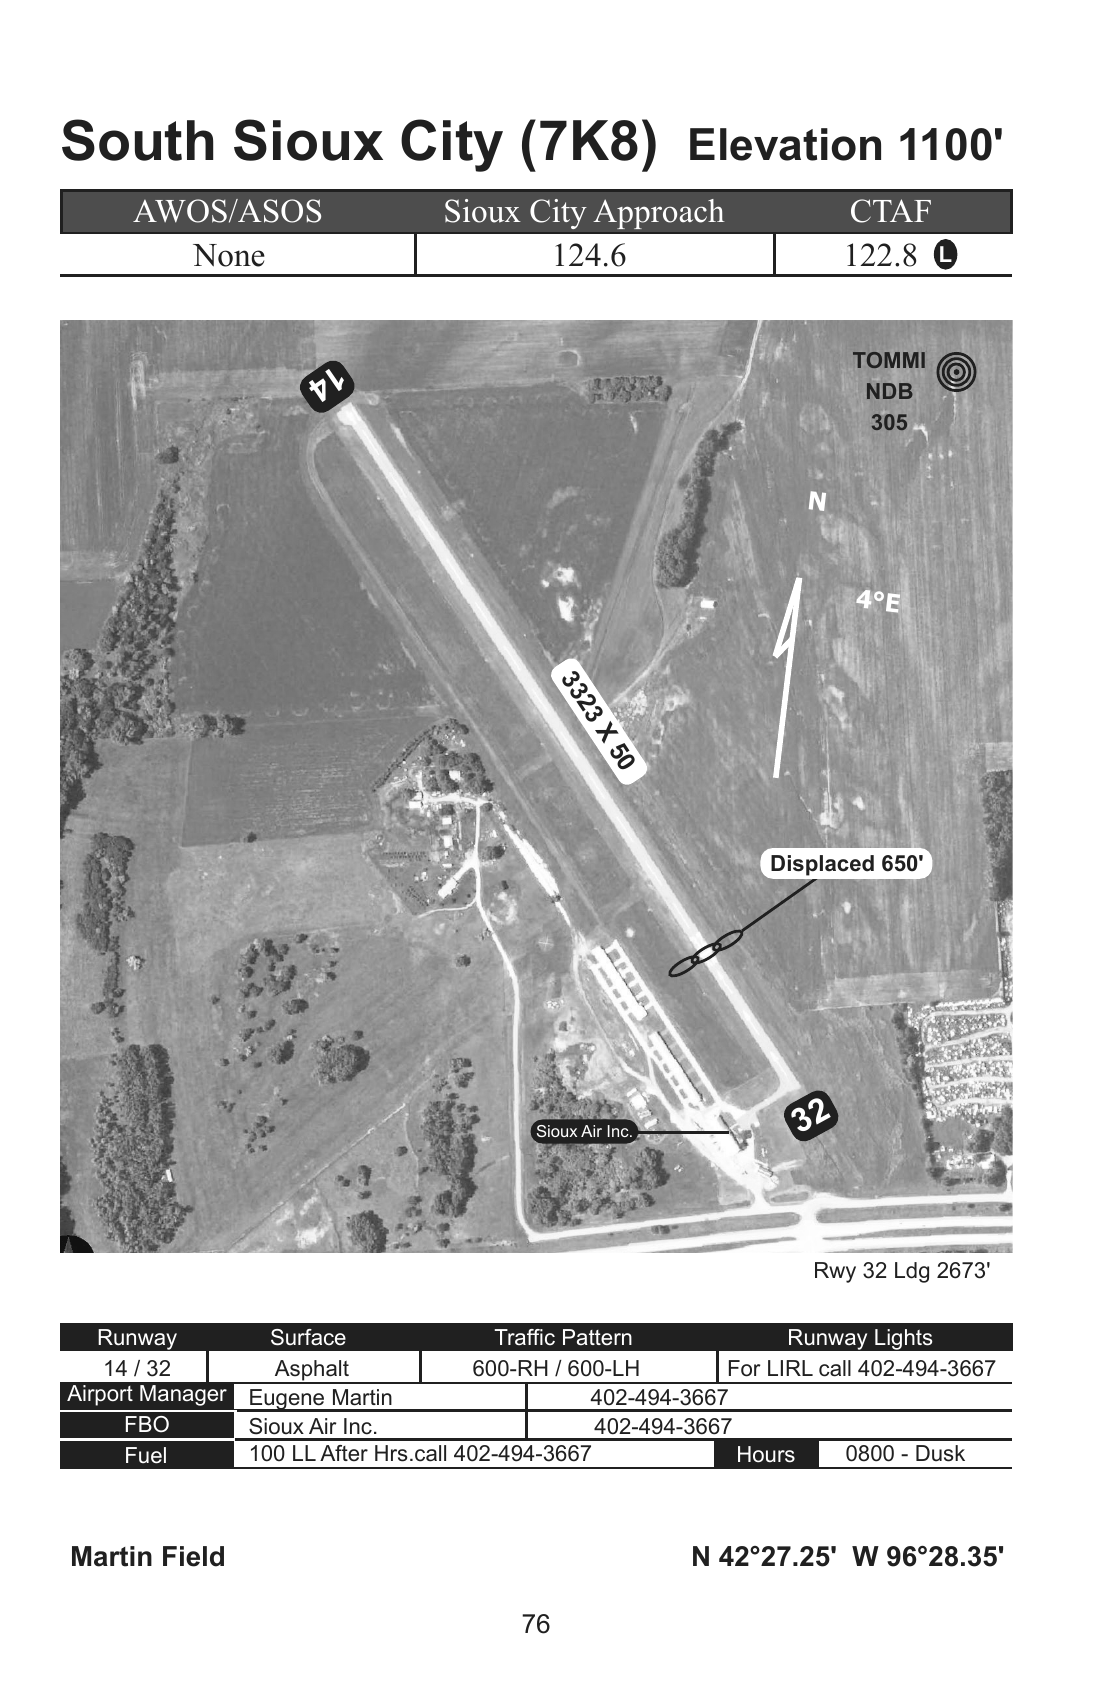 South Sioux City (7K8) Elevation 1100'
AWOS/ASOS Sioux City Approach CTAF
None 124.6 122.8 L
14
TOMMI
NDB
305
N
4°E
3323 X 50
Displaced 650'
32
Sioux Air Inc.
Rwy 32 Ldg 2673'
Runway Surface Traffic Pattern Runway Lights
14 / 32 Asphalt 600-RH / 600-LH For LIRL call 402-494-3667
Airport Manager Eugene Martin 402-494-3667
FBO Sioux Air Inc. 402-494-3667
Fuel 100 LL After Hrs.call 402-494-3667 Hours 0800 - Dusk
Martin Field N 42°27.25' W 96°28.35'
76